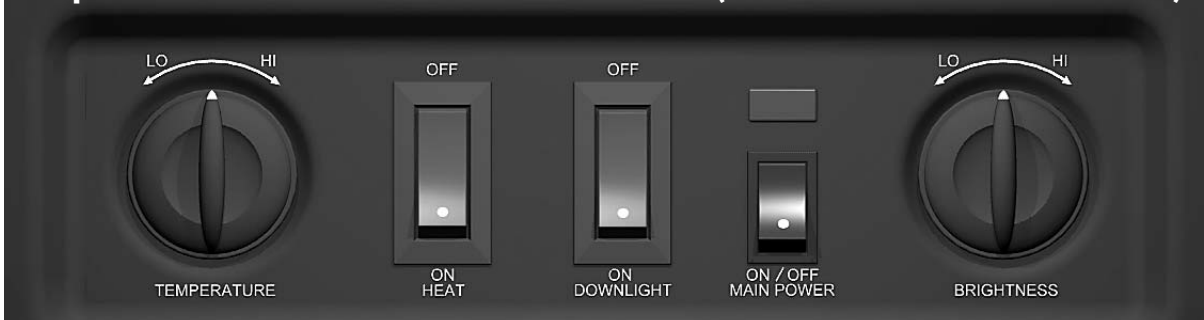 LO HI
TEMPERATURE
OFF
ON
HEAT
OFF
ON
DOWNLIGHT
ON / OFF
MAIN POWER
LO HI
BRIGHTNESS